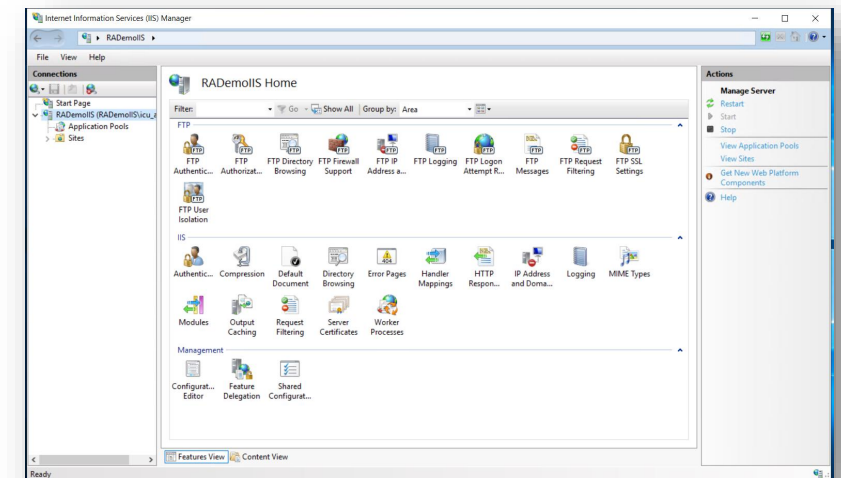 Internet Information Services (IIS) Manager
RADemoIIS
File View Help
Connections
Start Page
RADemoIIS (RADemoIIS\icu_a
Application Pools
Sites
RADemoIIS Home
Filter: Go Show All Group by: Area
FTP
FTP Authentic...
FTP Authorizat...
FTP Directory Browsing
FTP Firewall Support
FTP IP Address a...
FTP Logging
FTP Logon Attempt R...
FTP Messages
FTP Request Filtering
FTP SSL Settings
FTP User Isolation
IIS
Authentic...
Compression
Default Document
Directory Browsing
Error Pages
Handler Mappings
HTTP Respon...
IP Address and Doma...
Logging
MIME Types
Modules
Output Caching
Request Filtering
Server Certificates
Worker Processes
Management
Configurat... Editor
Feature Delegation
Shared Configurat...
Features View Content View
Actions
Manage Server
Restart
Start
Stop
View Application Pools
View Sites
Get New Web Platform
Components
Help
Ready